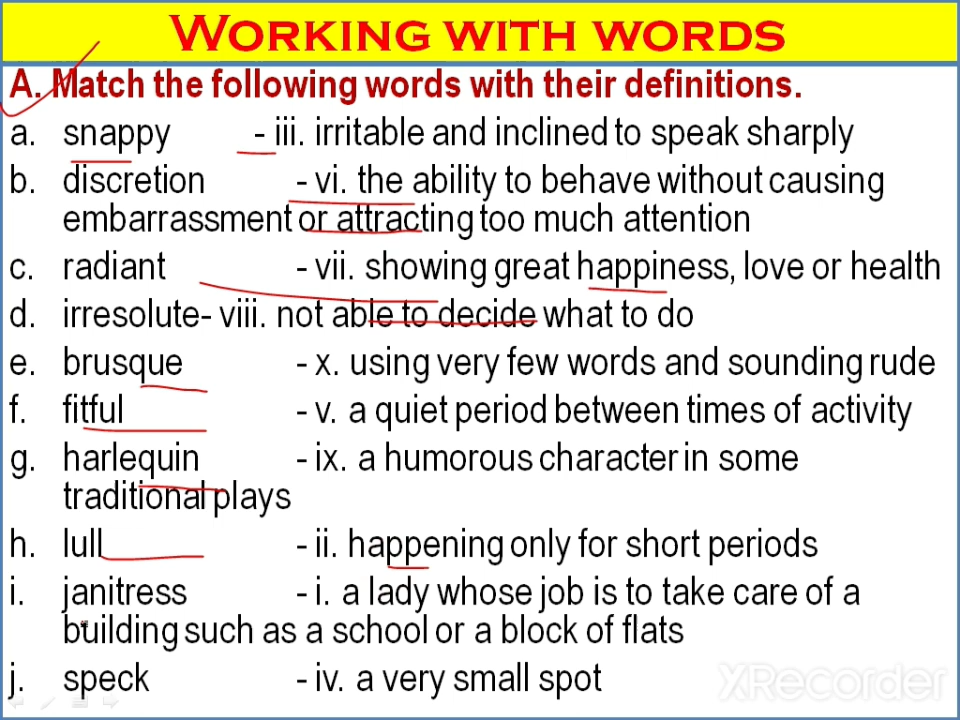 WORKING WITH WORDS
A. Match the following words with their definitions.
a. snappy - iii. irritable and inclined to speak sharply
b. discretion - vi. the ability to behave without causing
embarrassment or attracting too much attention
c. radiant - vii. showing great happiness, love or health
d. irresolute- viii. not able to decide what to do
e. brusque - x. using very few words and sounding rude
f. fitful - v. a quiet period between times of activity
g. harlequin - ix. a humorous character in some
traditional plays
h. lull - ii. happening only for short periods
i. janitress - i. a lady whose job is to take care of a
building such as a school or a block of flats
j. speck - iv. a very small spot
XRecorder